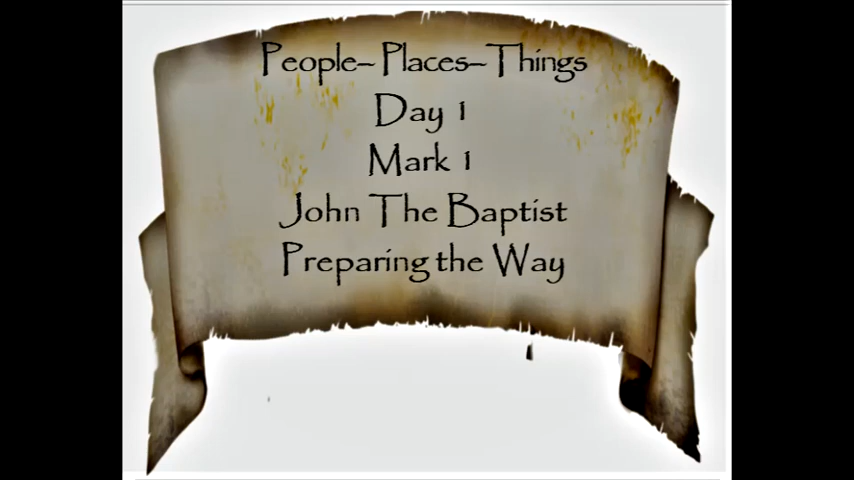 People-Places-Things
Day 1
Mark 1
John The Baptist
Preparing the Way